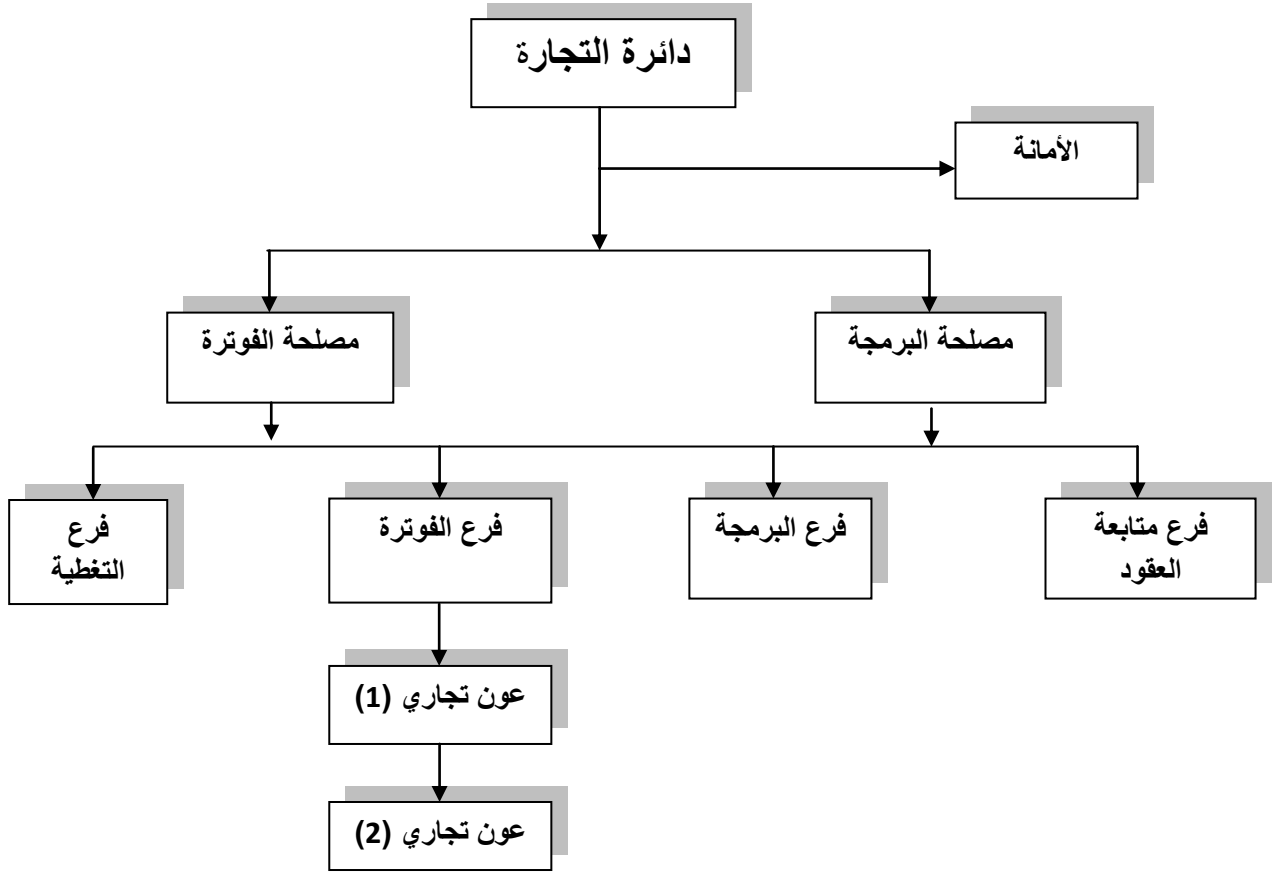 دائرة التجارة
الأمانة
مصلحة البرمجة
مصلحة الفوترة
فرع متابعة
العقود
فرع البرمجة
فرع الفوترة
فرع
التغطية
عون تجاري (1)
عون تجاري (2)